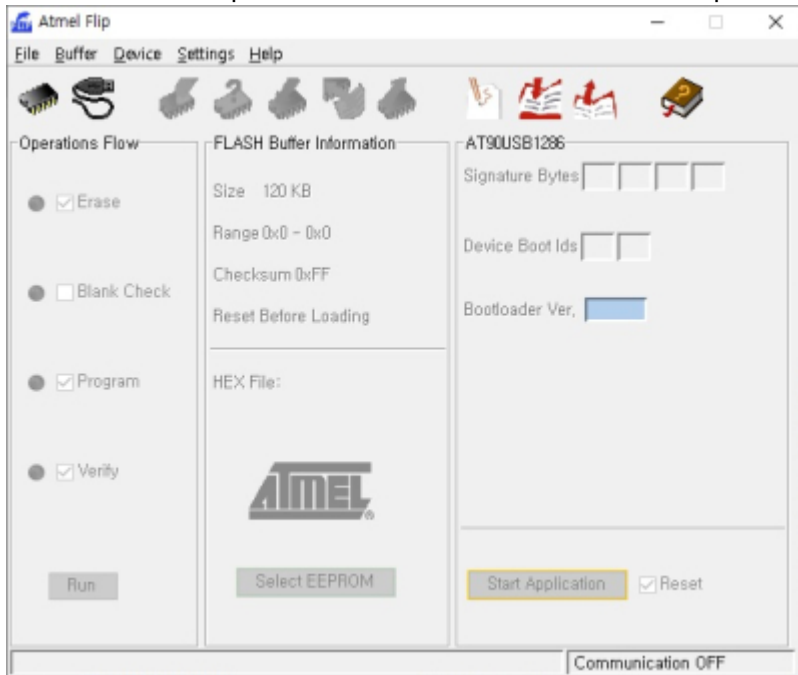 Atmel Flip
File Buffer Device Settings Help
Operations Flow
Erase
Blank Check
Program
Verify
Run
FLASH Buffer Information
Size 120 KB
Range 0x0 - 0x0
Checksum 0xFF
Reset Before Loading
HEX File:
ATMEL
Select EEPROM
AT90USB1286
Signature Bytes
Device Boot Ids
Bootloader Ver.
Start Application Reset
Communication OFF